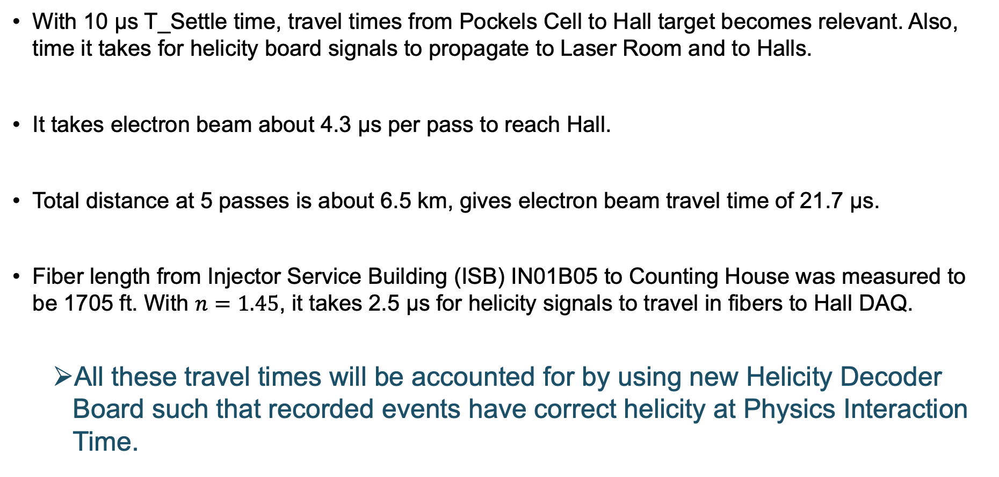 • With 10 µs T_Settle time, travel times from Pockels Cell to Hall target becomes relevant. Also,
time it takes for helicity board signals to propagate to Laser Room and to Halls.
• It takes electron beam about 4.3 µs per pass to reach Hall.
• Total distance at 5 passes is about 6.5 km, gives electron beam travel time of 21.7 µs.
• Fiber length from Injector Service Building (ISB) IN01B05 to Counting House was measured to
be 1705 ft. With n = 1.45, it takes 2.5 µs for helicity signals to travel in fibers to Hall DAQ.
➢All these travel times will be accounted for by using new Helicity Decoder
Board such that recorded events have correct helicity at Physics Interaction
Time.